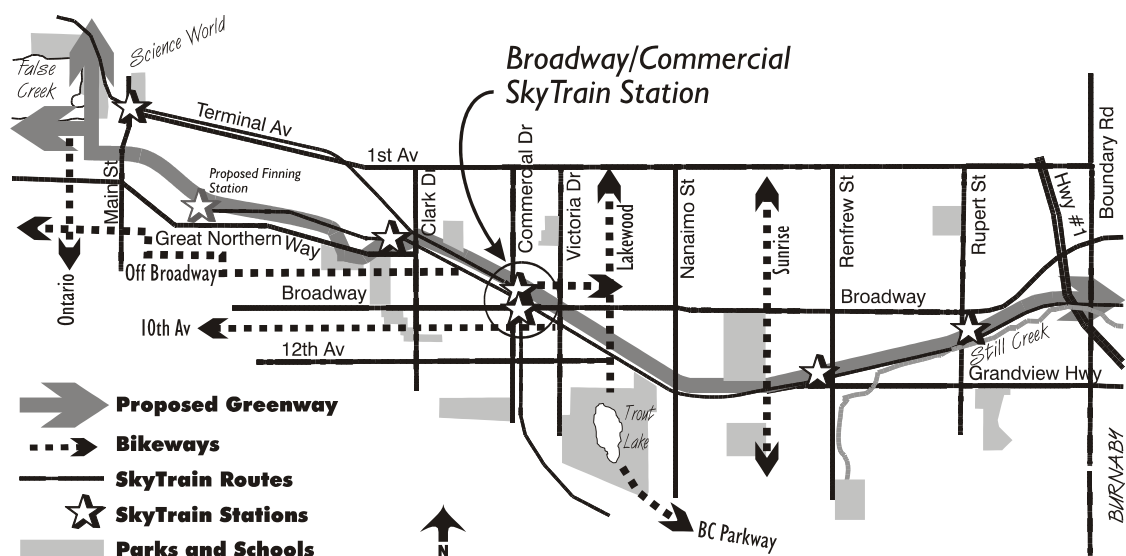 Science World
False
Creek
Broadway/Commercial
SkyTrain Station
Terminal Av
1st Av
Proposed Finning
Station
Main St
Great Northern Way
Off Broadway
Ontario
Broadway
10th Av
12th Av
Clark Dr
Commercial Dr
Victoria Dr
Lakewood
Nanaimo St
Sunrise
Renfrew St
Rupert St
Hwy #1
Boundary Rd
Broadway
Still Creek
Grandview Hwy
Trout
Lake
BC Parkway
BURNABY
Proposed Greenway
Bikeways
SkyTrain Routes
SkyTrain Stations
Parks and Schools
N